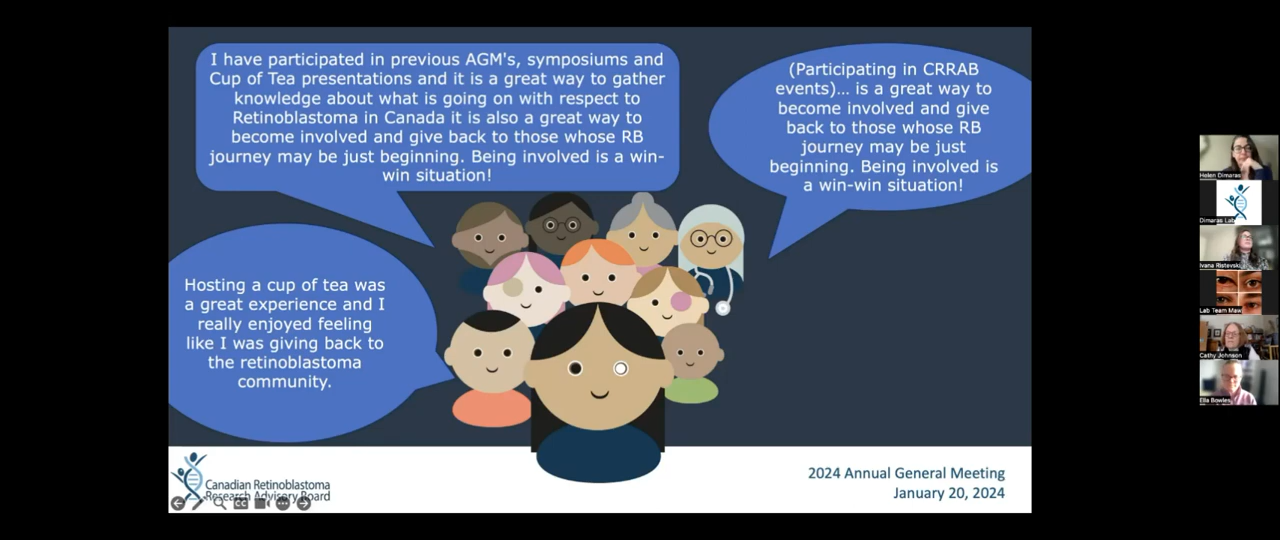 I have participated in previous AGM's, symposiums and
Cup of Tea presentations and it is a great way to gather
knowledge about what is going on with respect to
Retinoblastoma in Canada it is also a great way to
become involved and give back to those whose RB
journey may be just beginning. Being involved is a win-
win situation!
(Participating in CRRAB
events)... is a great way to
become involved and give
back to those whose RB
journey may be just
beginning. Being involved is
a win-win situation!
Hosting a cup of tea was
a great experience and I
really enjoyed feeling
like I was giving back to
the retinoblastoma
community.
Canadian Retinoblastoma
Research Advisory Board
CC
2024 Annual General Meeting
January 20, 2024
Helen Dimaras
Dimaras Lab
Ivana Ristevski
Lab Team
Cathy Johnson
Ella Bowles